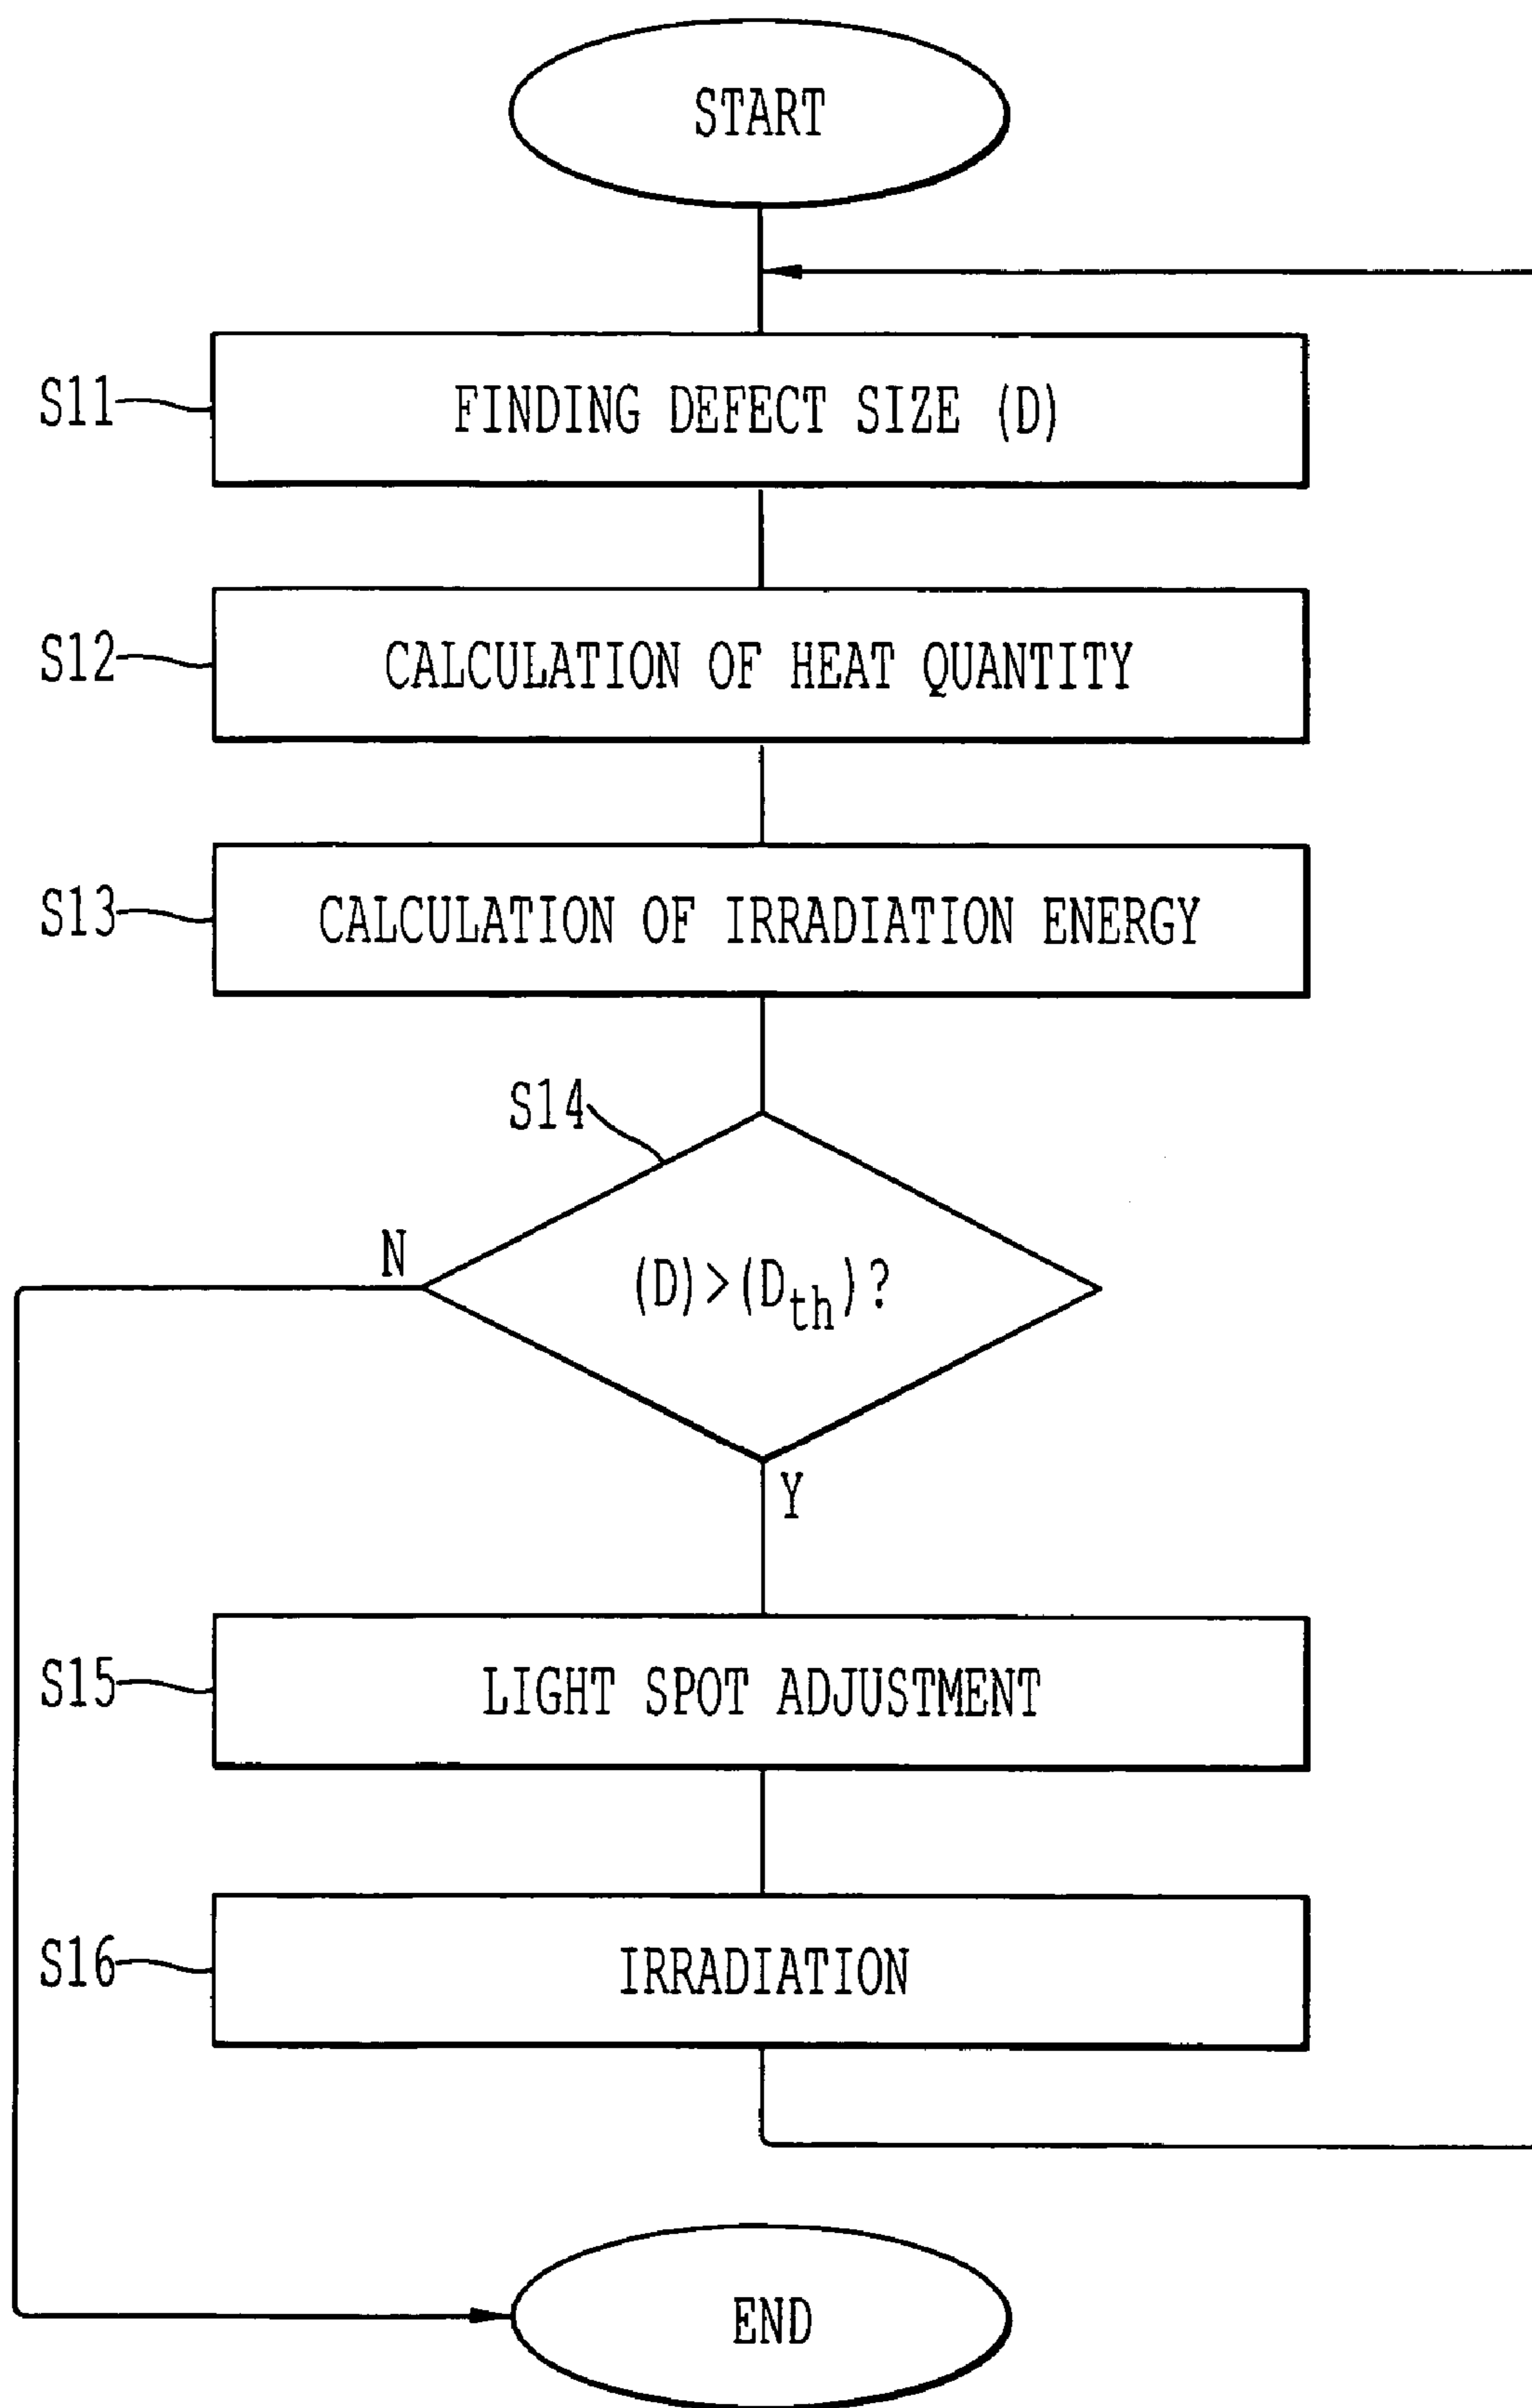 START
S11
FINDING DEFECT SIZE (D)
S12
CALCULATION OF HEAT QUANTITY
S13
CALCULATION OF IRRADIATION ENERGY
S14
N
(D)>(Dth)?
Y
S15
LIGHT SPOT ADJUSTMENT
S16
IRRADIATION
END